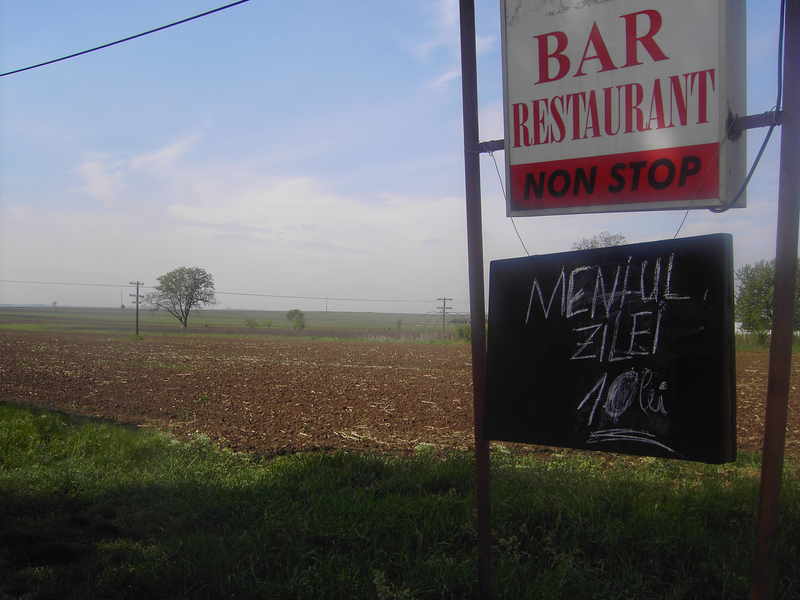 BAR
RESTAURANT
NON STOP
MENIUL
ZILEI
10 lei